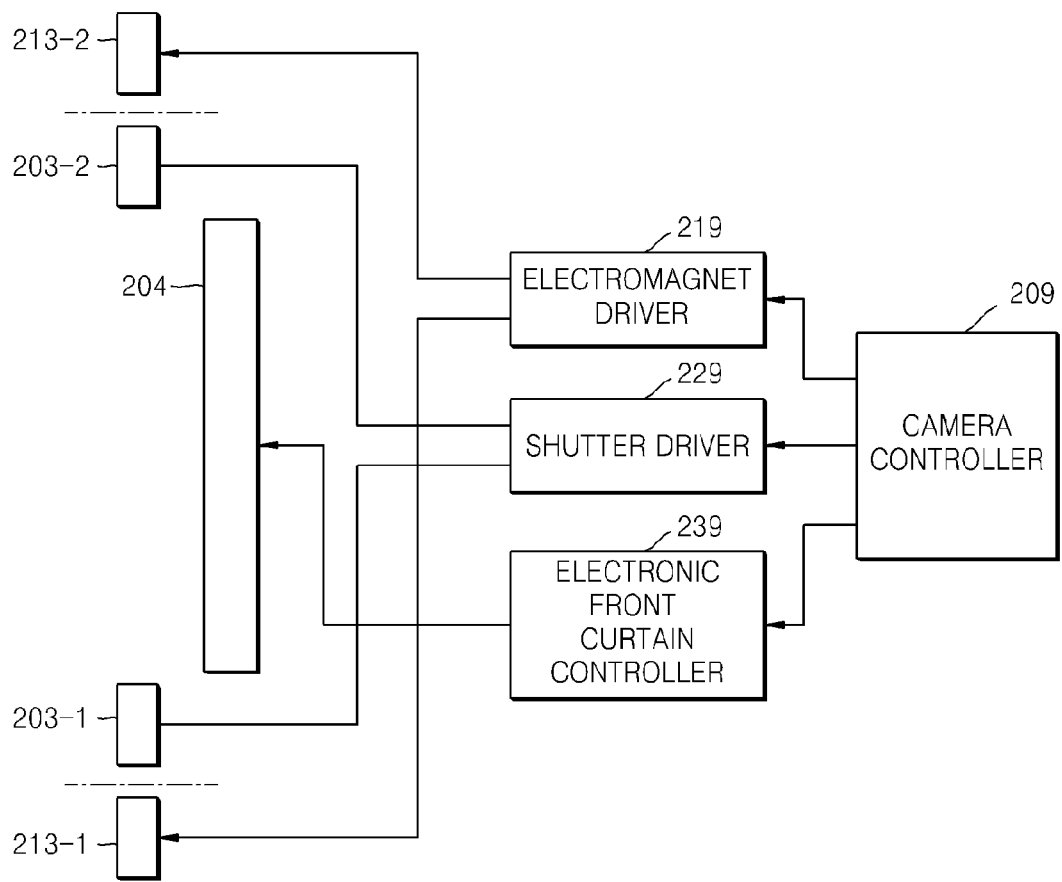 213-2
203-2
204
219
ELECTROMAGNET
DRIVER
209
CAMERA
CONTROLLER
229
SHUTTER DRIVER
239
ELECTRONIC
FRONT
CURTAIN
CONTROLLER
203-1
213-1